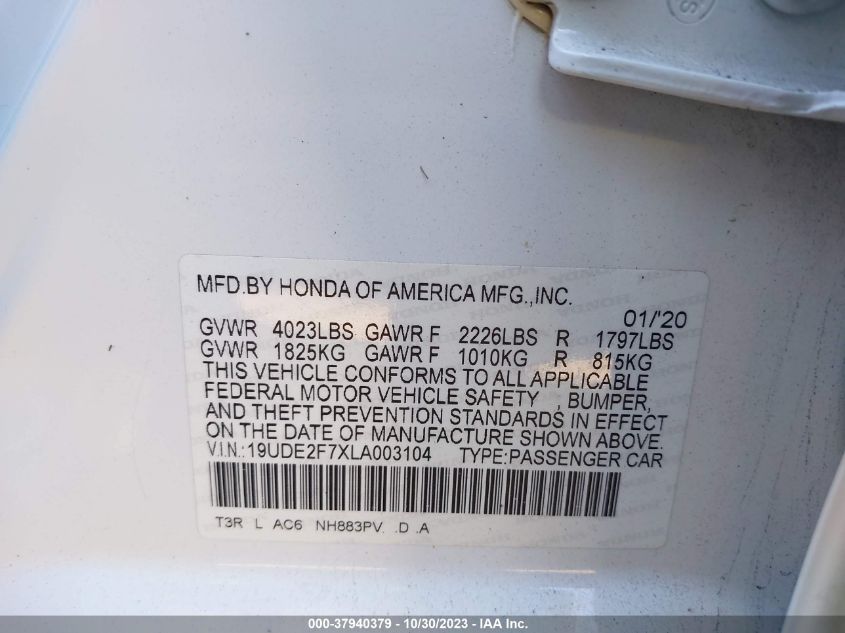 S
MFD.BY HONDA OF AMERICA MFG.,INC.
01/'20
GVWR 4023LBS GAWR F 2226LBS R 1797LBS
GVWR 1825KG GAWR F 1010KG R 815KG
THIS VEHICLE CONFORMS TO ALL APPLICABLE
FEDERAL MOTOR VEHICLE SAFETY , BUMPER,
AND THEFT PREVENTION STANDARDS IN EFFECT
ON THE DATE OF MANUFACTURE SHOWN ABOVE.
V.I.N.: 19UDE2F7XLA003104 TYPE:PASSENGER CAR
T3R L AC6 NH883PV. .D .A
000-37940379 | 10/30/2023 - IAA Inc.